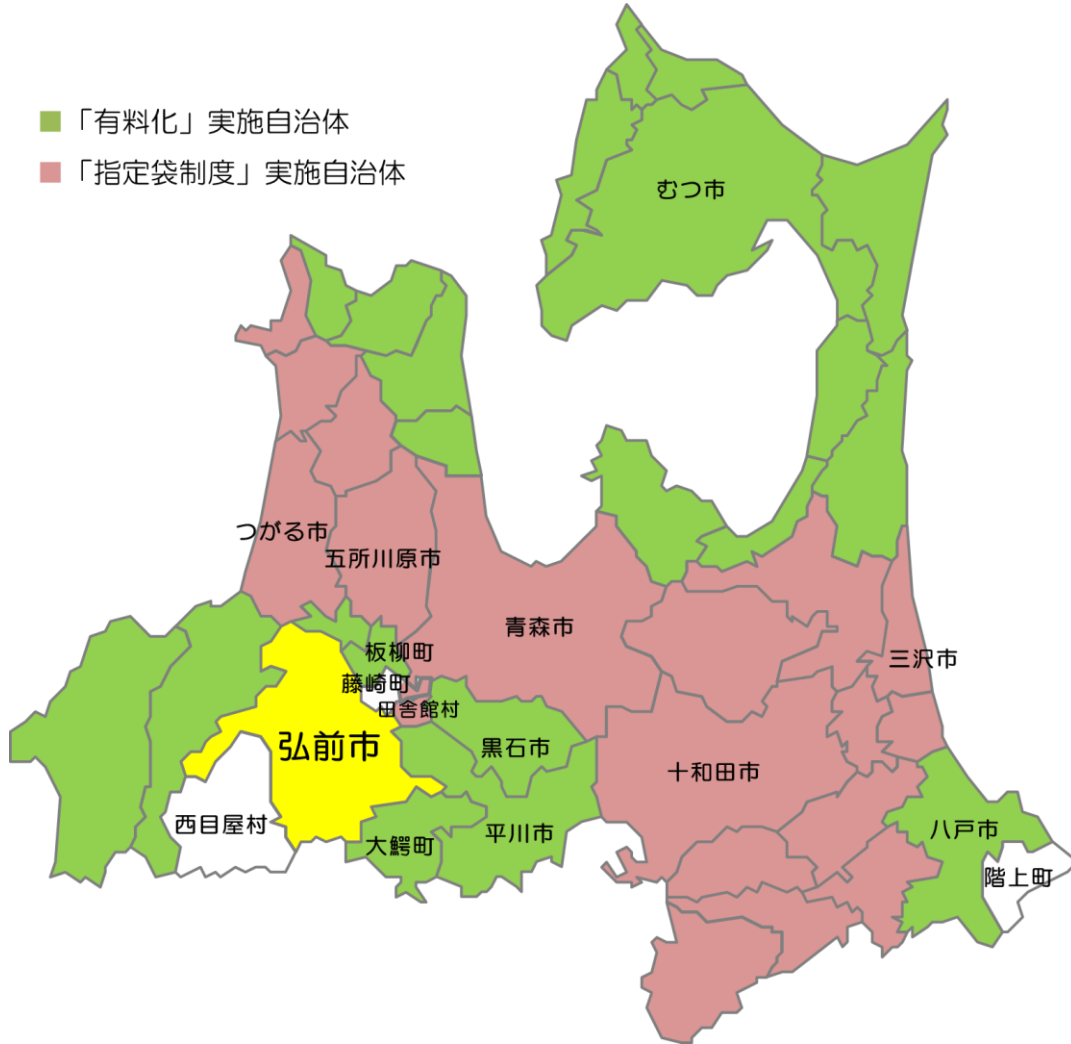 「有料化」実施自治体
「指定袋制度」実施自治体
むつ市
つがる市
五所川原市
青森市
板柳町
三沢市
藤崎町
田舎館村
弘前市
黒石市
十和田市
西目屋村
大鰐町
平川市
八戸市
階上町